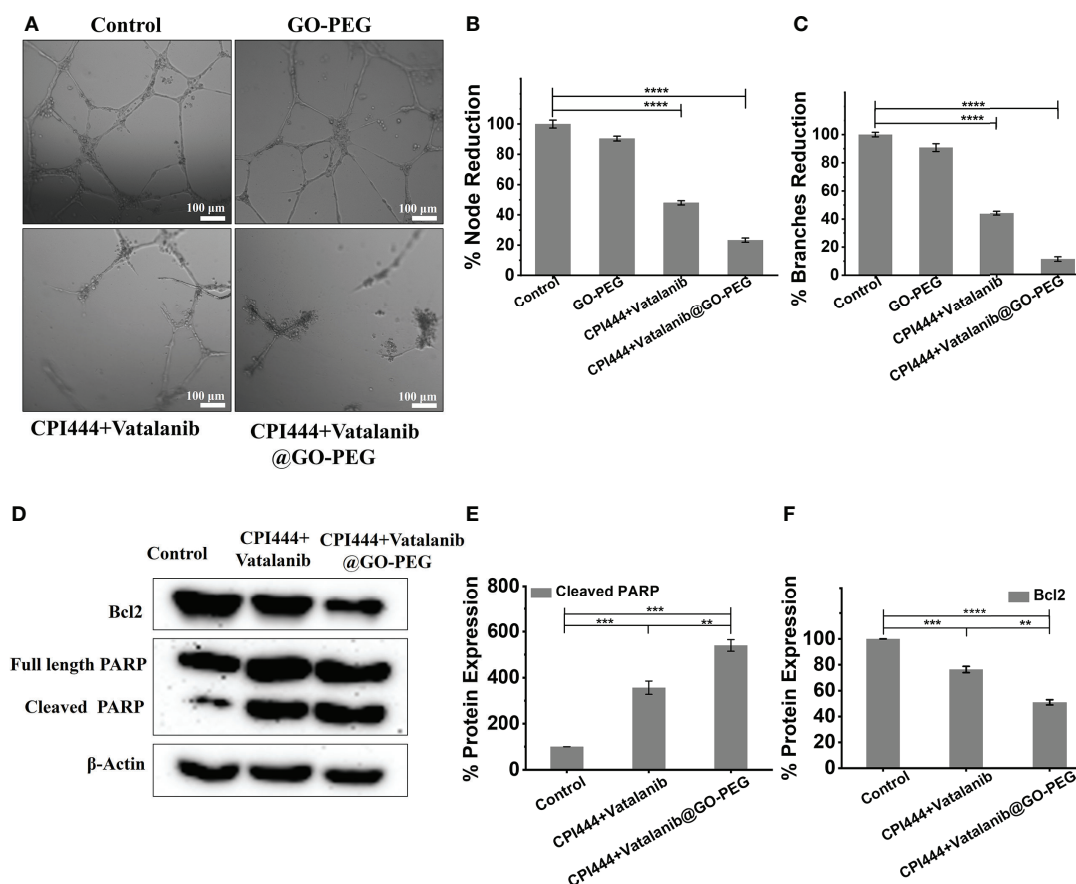 A
Control
GO-PEG
100 µm
100 µm
100 µm
100 µm
CPI444+Vatalanib
CPI444+Vatalanib
@GO-PEG
B
% Node Reduction
100
80
60
40
20
0
****
****
Control
GO-PEG
CPI444+Vatalanib
CPI444+Vatalanib@GO-PEG
C
% Branches Reduction
100
80
60
40
20
0
****
****
Control
GO-PEG
CPI444+Vatalanib
CPI444+Vatalanib@GO-PEG
D
Control
CPI444+
Vatalanib
CPI444+Vatalanib
@GO-PEG
Bcl2
Full length PARP
Cleaved PARP
β-Actin
E
% Protein Expression
800
600
400
200
0
Cleaved PARP
***
***
**
Control
CPI444+Vatalanib
CPI444+Vatalanib@GO-PEG
F
% Protein Expression
100
80
60
40
20
0
Bcl2
****
***
**
Control
CPI444+Vatalanib
CPI444+Vatalanib@GO-PEG